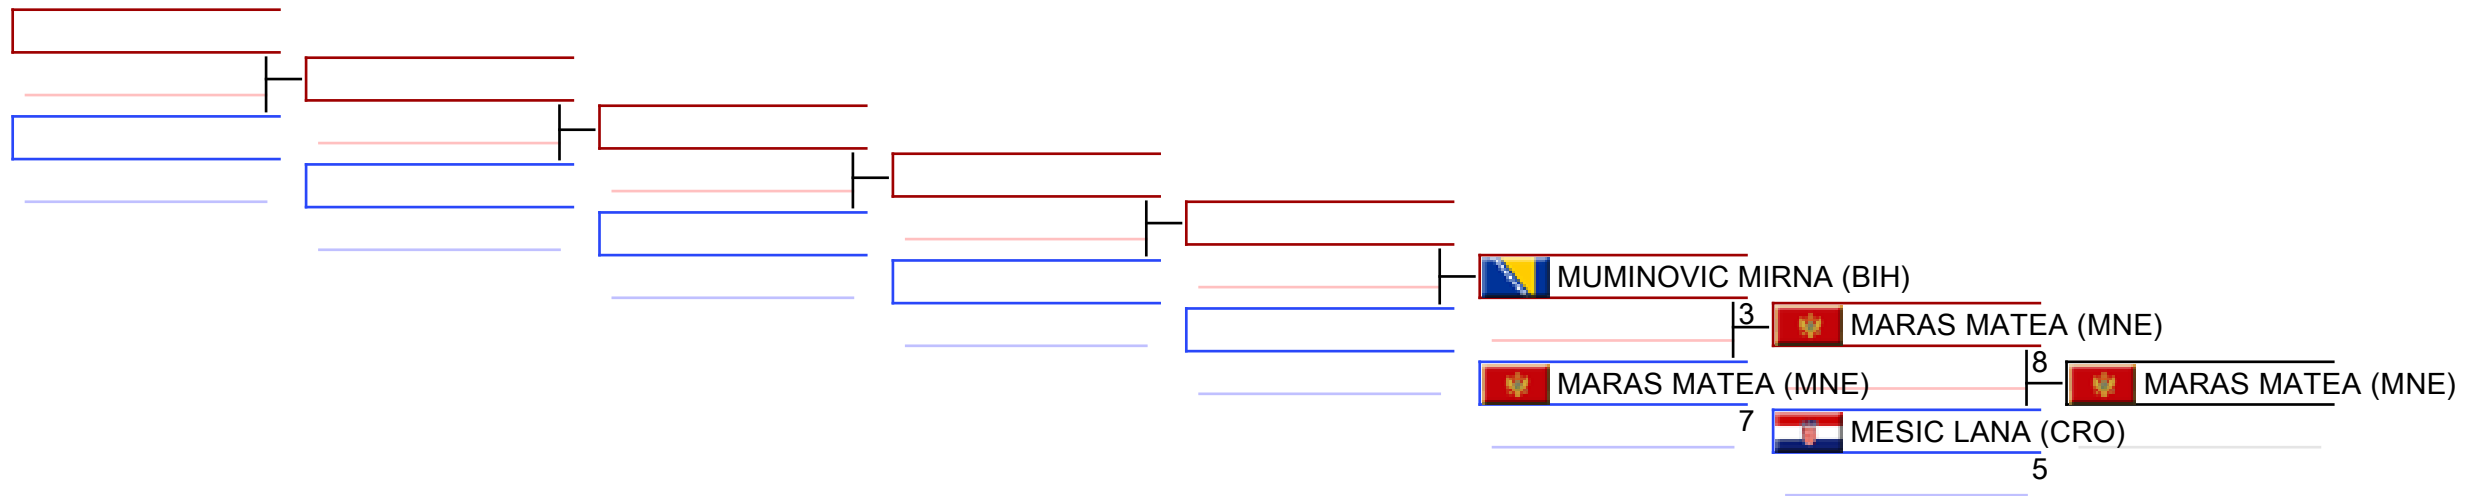 MUMINOVIC MIRNA (BIH)
3
MARAS MATEA (MNE)
7
MARAS MATEA (MNE)
8
MESIC LANA (CRO)
5
MARAS MATEA (MNE)